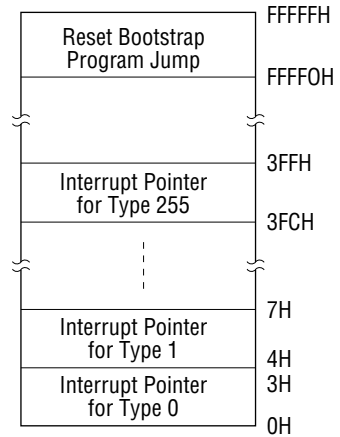 FFFFFH
Reset Bootstrap
Program Jump
FFFFOH
3FFH
Interrupt Pointer
for Type 255
3FCH
7H
Interrupt Pointer
for Type 1
4H
3H
Interrupt Pointer
for Type 0
0H